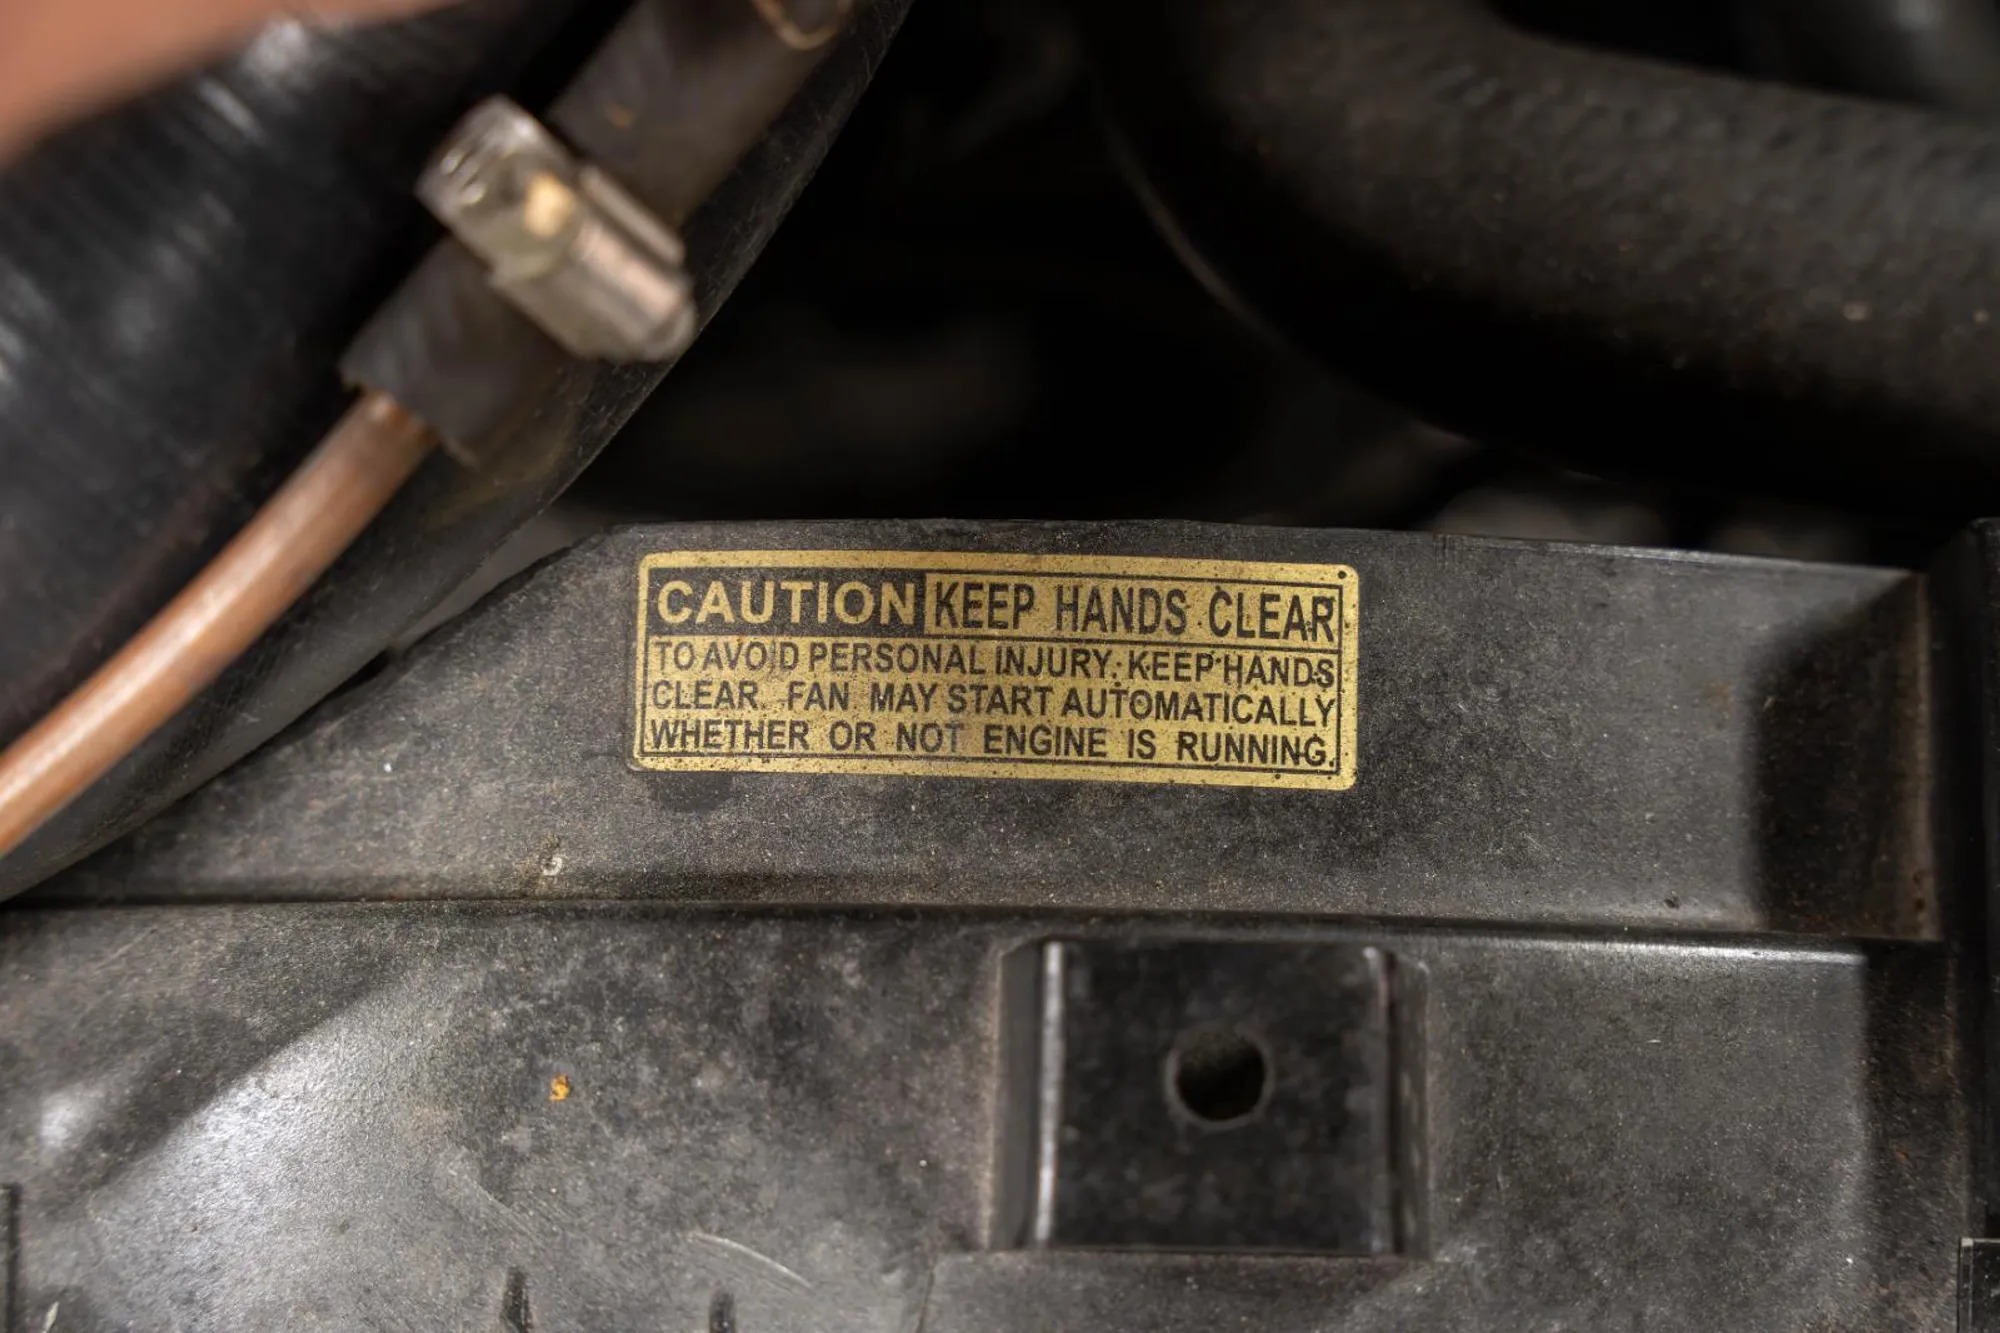 CAUTION KEEP HANDS CLEAR
TO AVOID PERSONAL INJURY, KEEP HANDS
CLEAR. FAN MAY START AUTOMATICALLY
WHETHER OR NOT ENGINE IS RUNNING.